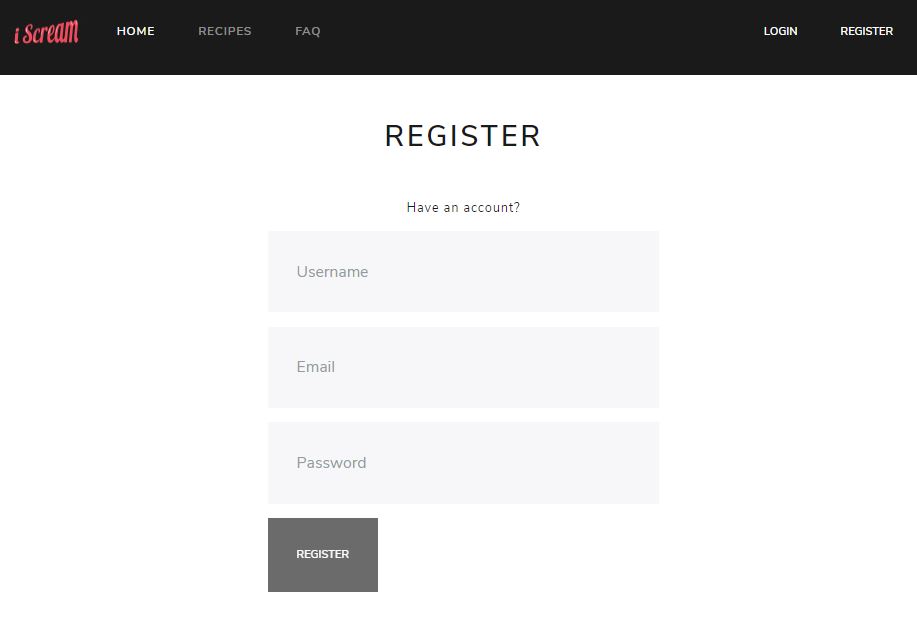 i Scream HOME RECIPES FAQ LOGIN REGISTER
REGISTER
Have an account?
Username
Email
Password
REGISTER